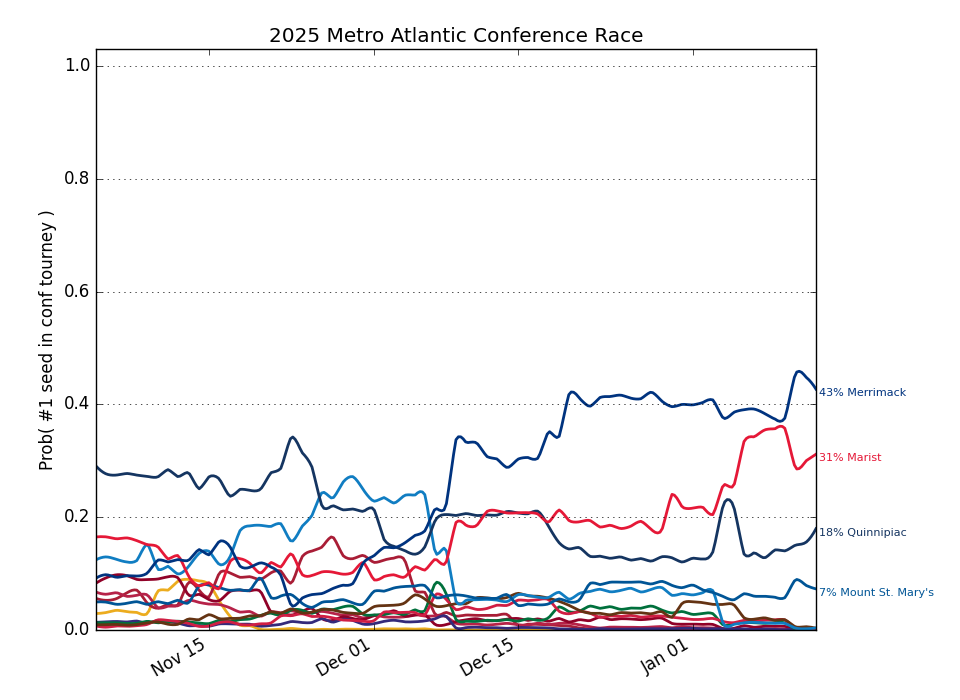 2025 Metro Atlantic Conference Race
1.0
0.8
0.6
0.4
0.2
0.0
Prob( #1 seed in conf tourney )
43% Merrimack
31% Marist
18% Quinnipiac
7% Mount St. Mary's
Nov 15
Dec 01
Dec 15
Jan 01